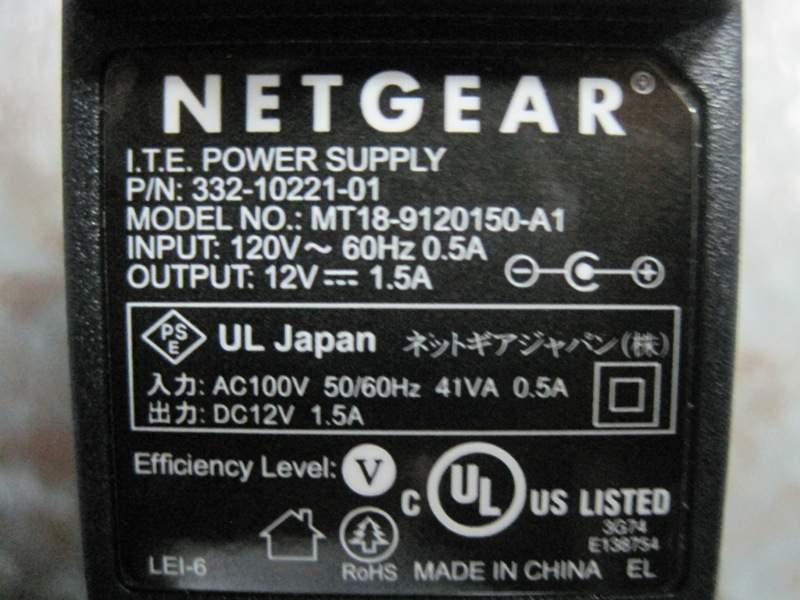 NETGEAR®
I.T.E. POWER SUPPLY
P/N: 332-10221-01
MODEL NO.: MT18-9120150-A1
INPUT: 120V～ 60Hz 0.5A
OUTPUT: 12V⎓ 1.5A
PSE UL Japan ネットギアジャパン(株)
入力: AC100V 50/60Hz 41VA 0.5A
出力: DC12V 1.5A
Efficiency Level: V
C UL US LISTED
3G74
E138754
LEI-6 RoHS MADE IN CHINA EL